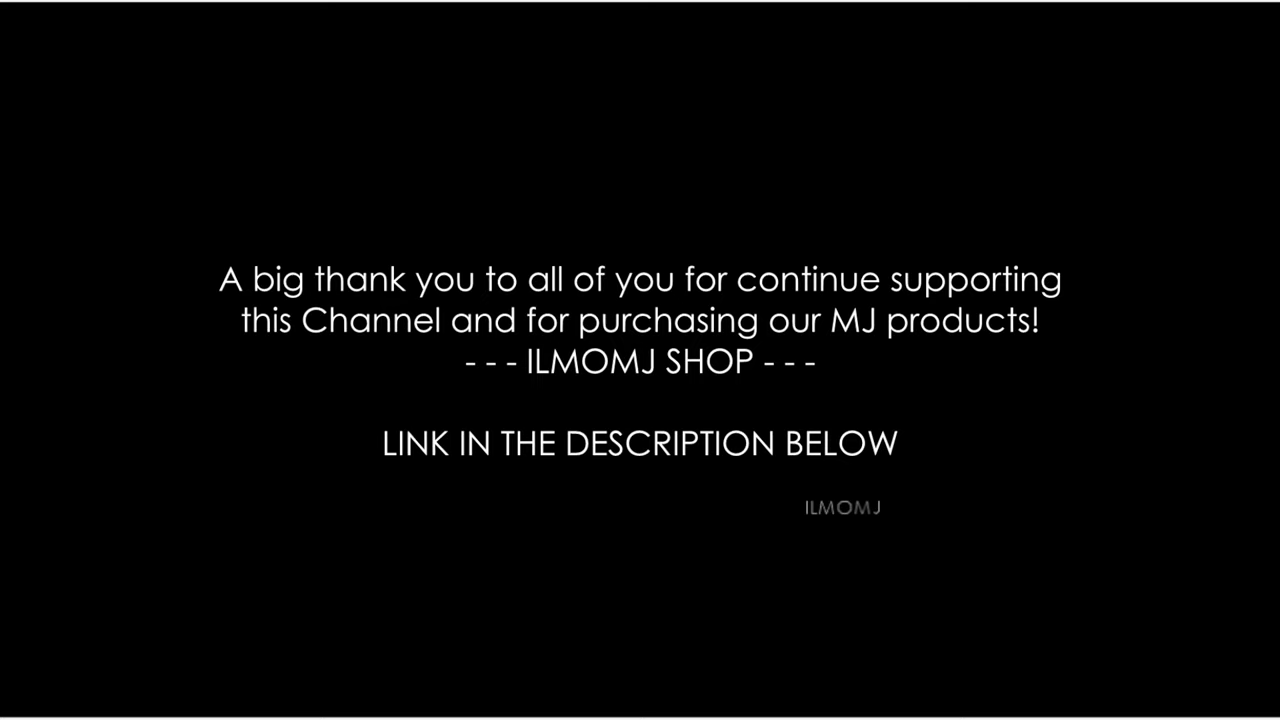 A big thank you to all of you for continue supporting
this Channel and for purchasing our MJ products!
- - - ILMOMJ SHOP - - -
LINK IN THE DESCRIPTION BELOW
ILMOMJ